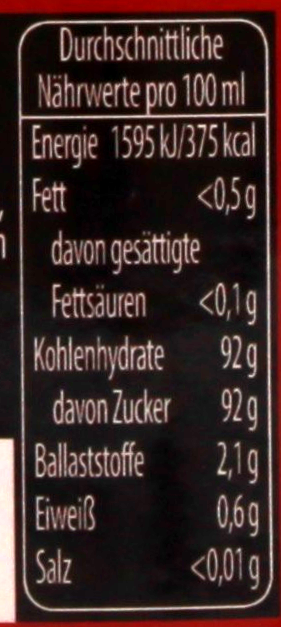 Durchschnittliche
Nährwerte pro 100 ml
Energie 1595 kJ/375 kcal
Fett <0,5 g
davon gesättigte
Fettsäuren <0,1 g
Kohlenhydrate 92 g
davon Zucker 92 g
Ballaststoffe 2,1 g
Eiweiß 0,6 g
Salz <0,01 g